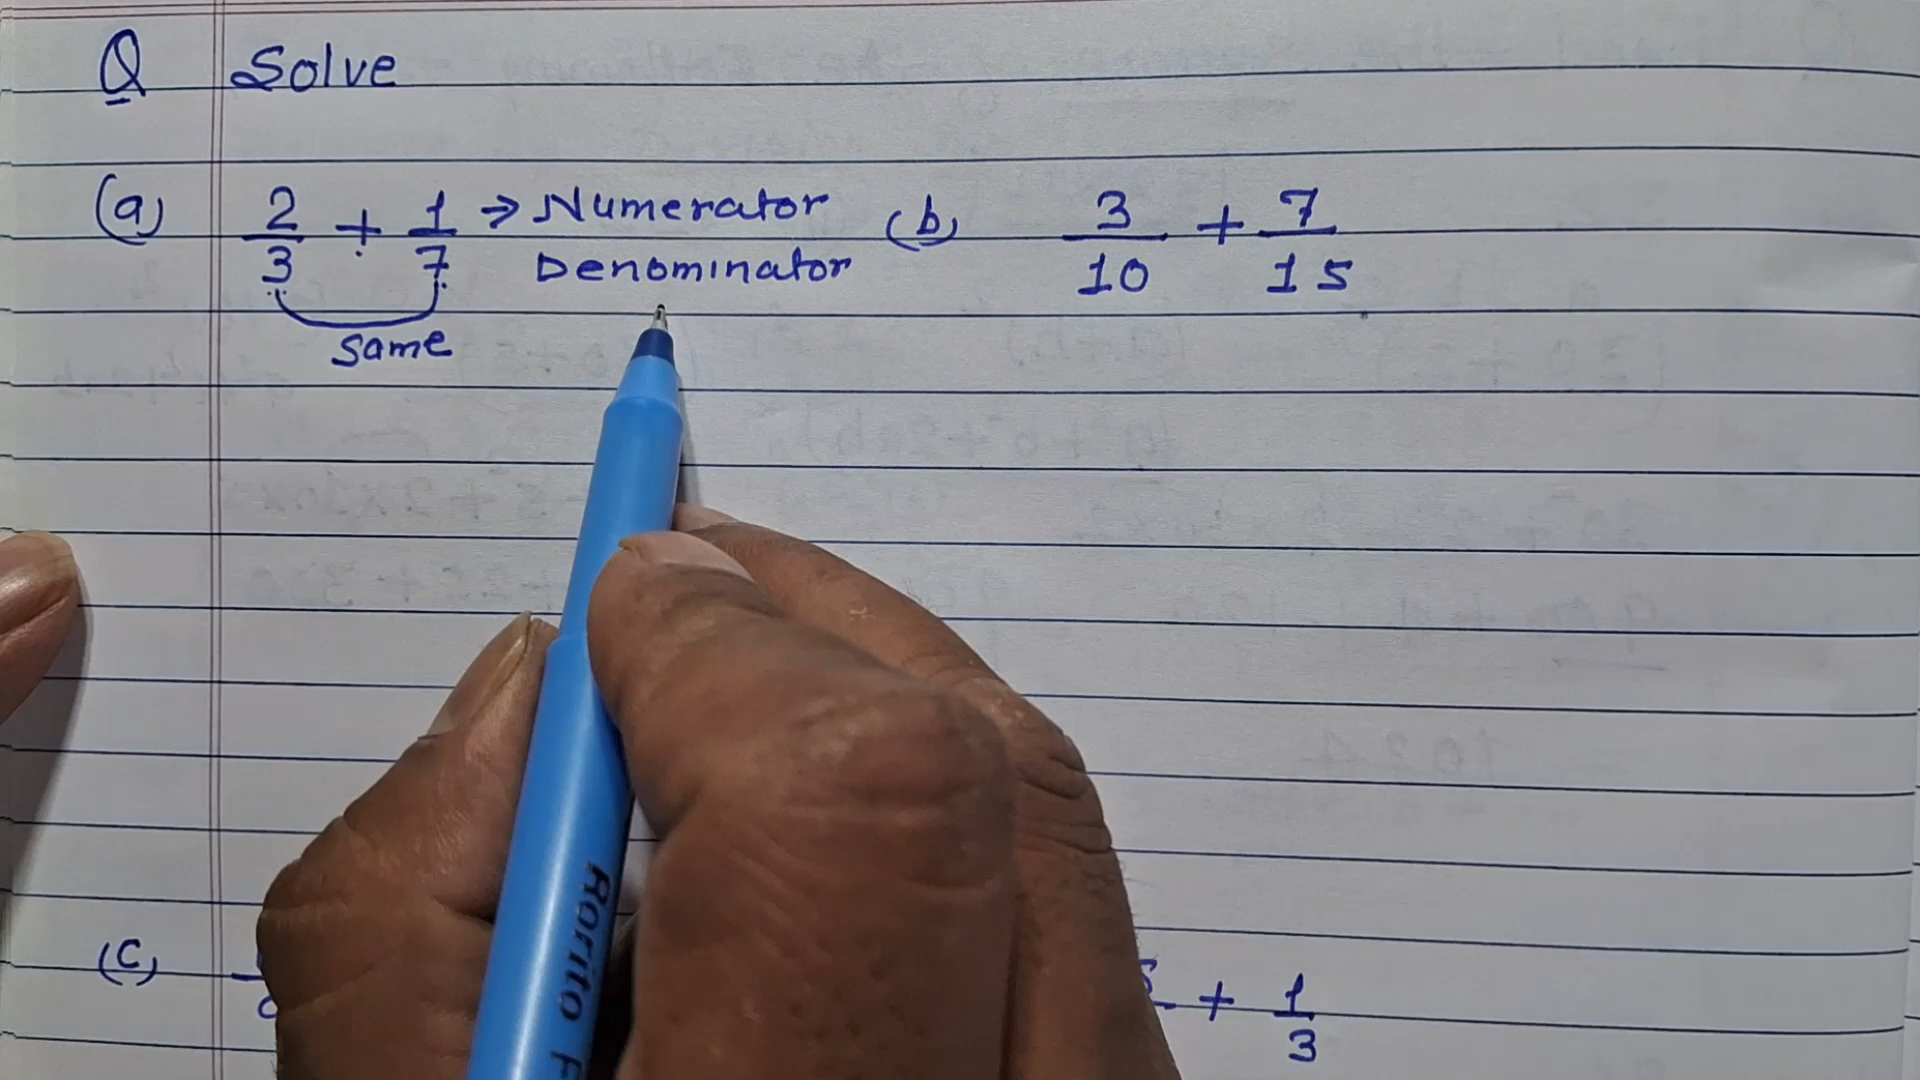 Q Solve
(a) 2/3 + 1/7 → Numerator Denominator (b) 3/10 + 7/15
Same
(c) + 1/3
Rorito